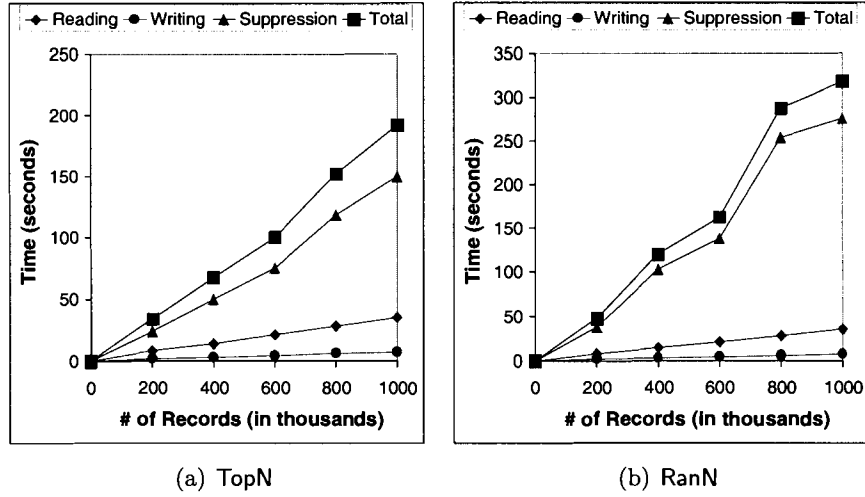 Reading Writing Suppression Total
250
200
150
100
50
0
Time (seconds)
0 200 400 600 800 1000
# of Records (in thousands)
(a) TopN
Reading Writing Suppression Total
350
300
250
200
150
100
50
0
Time (seconds)
0 200 400 600 800 1000
# of Records (in thousands)
(b) RanN